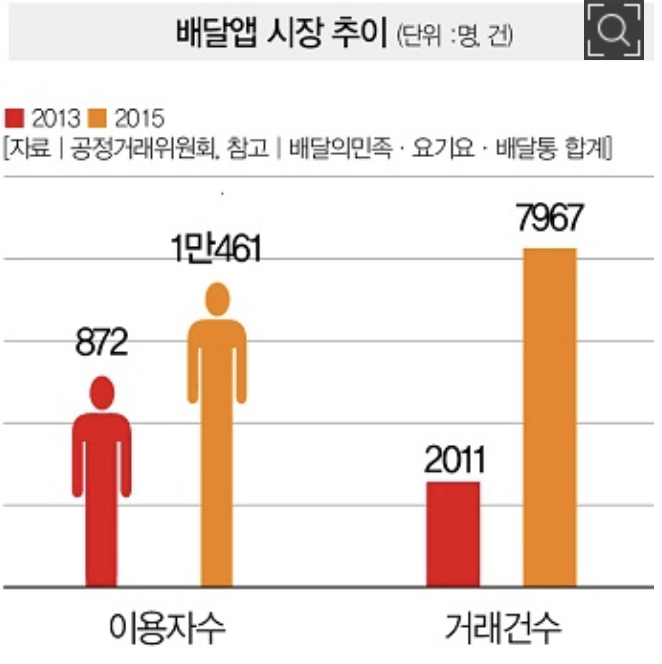 배달앱 시장 추이 (단위 :명, 건)
2013 2015
[자료ㅣ공정거래위원회, 참고ㅣ배달의민족·요기요·배달통 합계]
872
1만461
2011
7967
이용자수
거래건수